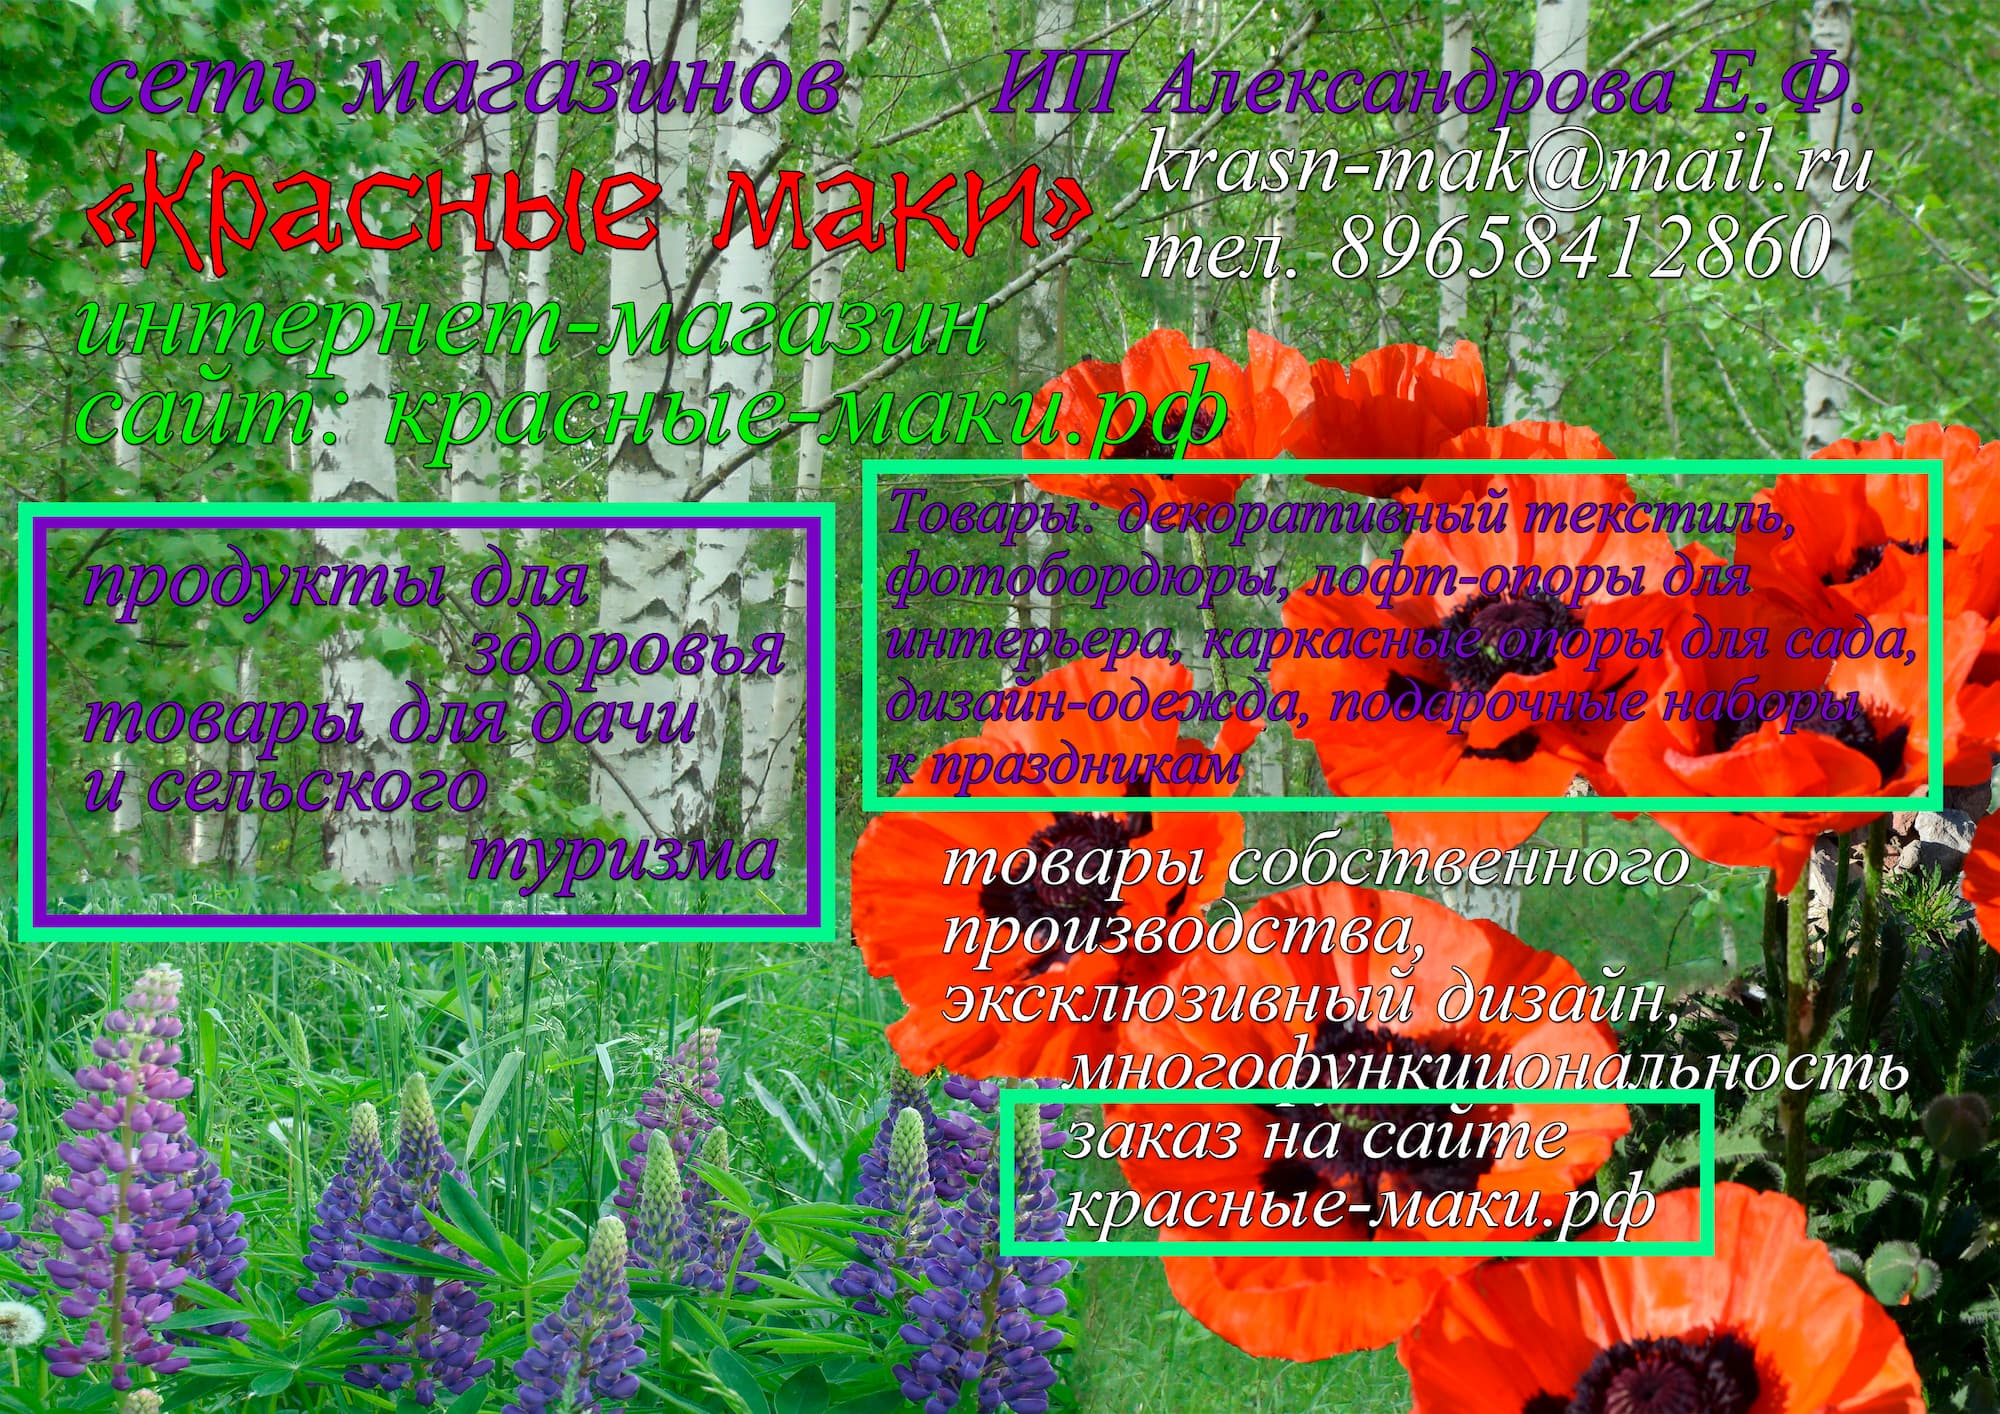 сеть магазинов
«Красные маки»
интернет-магазин
сайт: красные-маки.рф
ИП Александрова Е.Ф.
krasn-mak@mail.ru
тел. 89658412860
продукты для
здоровья
товары для дачи
и сельского
туризма
Товары: декоративный текстиль,
фотобордюры, лофт-опоры для
интерьера, каркасные опоры для сада,
дизайн-одежда, подарочные наборы
к праздникам
товары собственного
производства,
эксклюзивный дизайн,
многофункциональность
заказ на сайте
красные-маки.рф